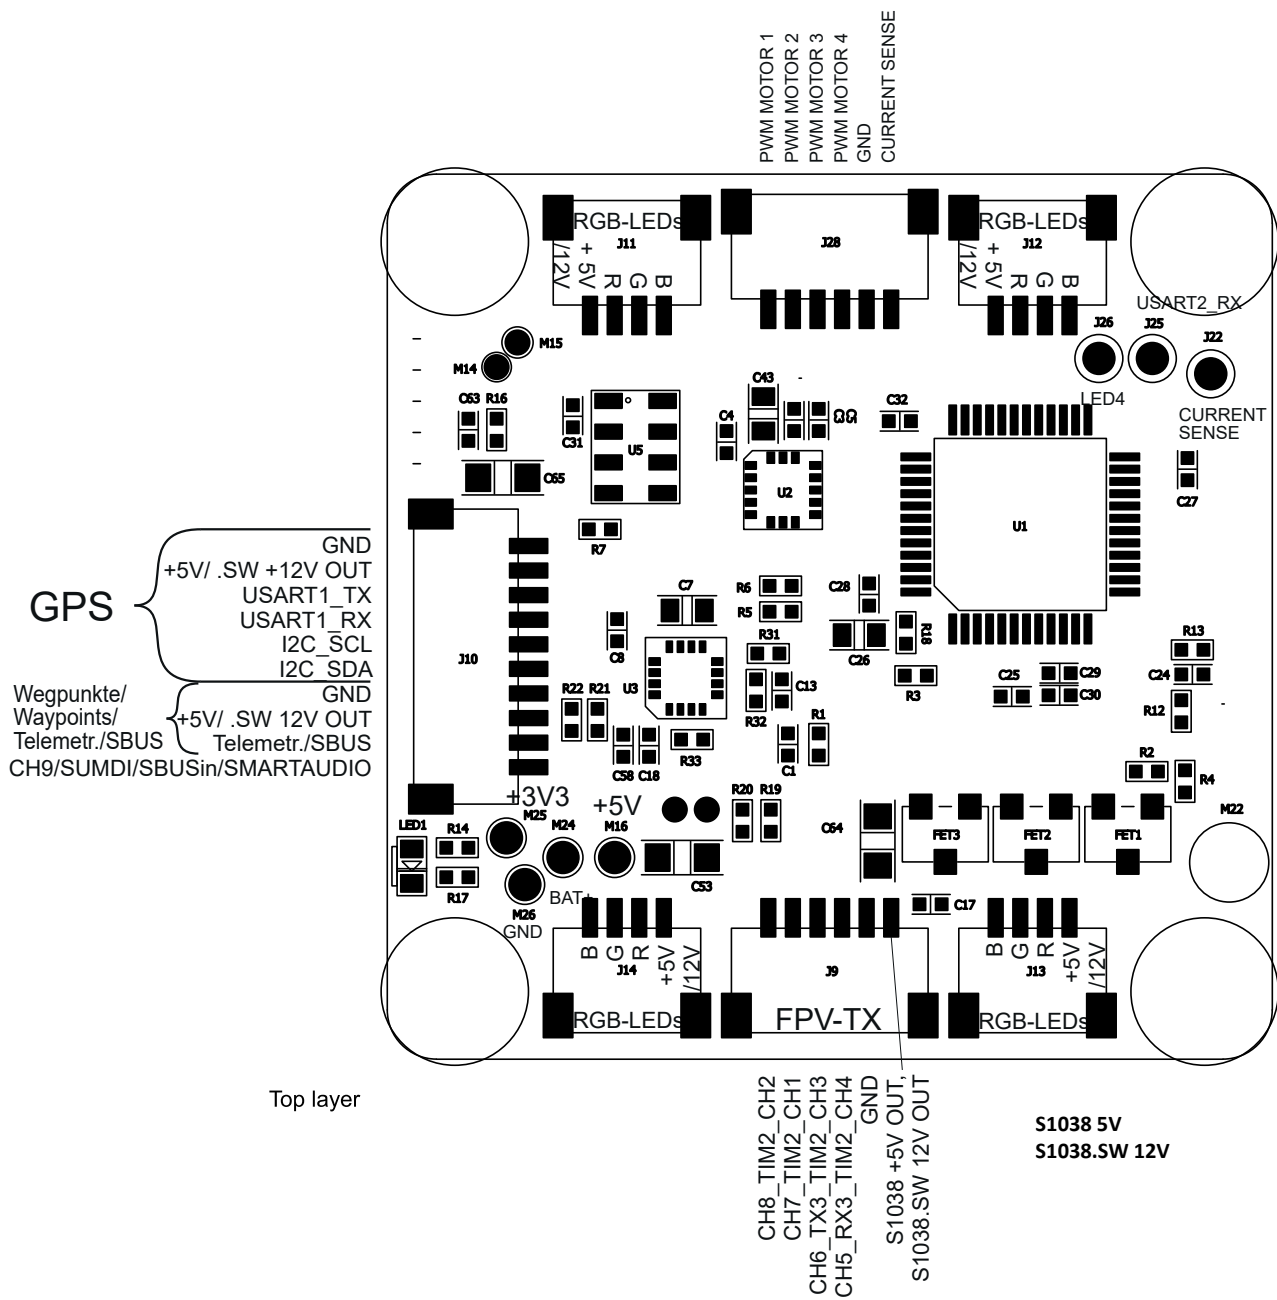 PWM MOTOR 1
PWM MOTOR 2
PWM MOTOR 3
PWM MOTOR 4
GND
CURRENT SENSE
RGB-LEDs
J11
/12V
+ 5V
R
G
B
J28
RGB-LEDs
J12
/12V
+ 5V
R
G
B
USART2_RX
J26
J25
J22
LED4
CURRENT
SENSE
M15
M14
C63
R16
C31
C65
U5
C43
C4
C3
C5
C32
U2
U1
C27
R7
GPS
GND
+5V/ .SW +12V OUT
USART1_TX
USART1_RX
I2C_SCL
I2C_SDA
Wegpunkte/
Waypoints/
Telemetr./SBUS
GND
+5V/ .SW 12V OUT
Telemetr./SBUS
CH9/SUMDI/SBUSin/SMARTAUDIO
J10
C7
R6
R5
C28
C8
R31
C26
R18
R13
U3
R22
R21
R32
C13
R3
C25
C29
C30
C24
R12
C58
C18
R33
C1
R1
R2
R4
+3V3
+5V
M25
M24
M16
R20
R19
C64
FET3
FET2
FET1
M22
LED1
R14
R17
C53
M26
BAT+
GND
C17
B
G
R
+5V
/12V
J14
RGB-LEDs
J9
FPV-TX
B
G
R
+5V
/12V
J13
RGB-LEDs
Top layer
CH8_TIM2_CH2
CH7_TIM2_CH1
CH6_TX3_TIM2_CH3
CH5_RX3_TIM2_CH4
GND
S1038 +5V OUT,
S1038.SW 12V OUT
S1038 5V
S1038.SW 12V